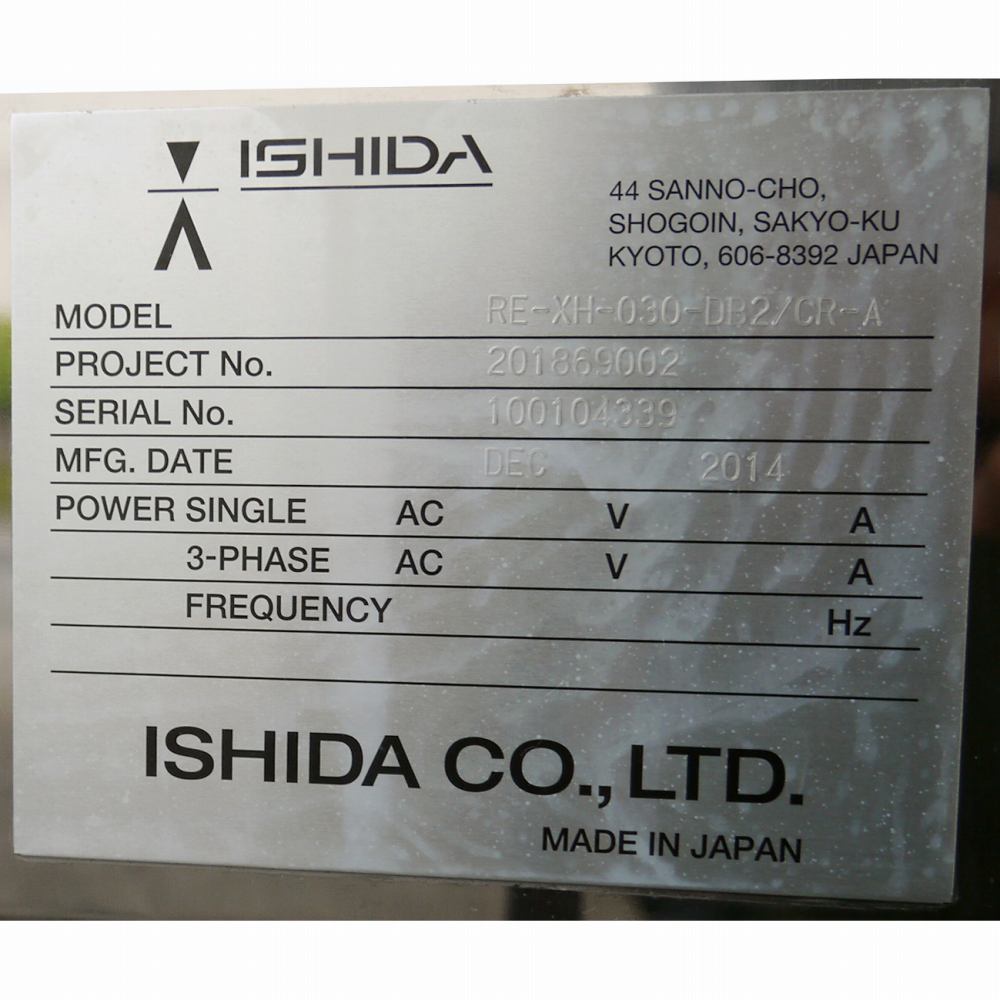 ISHIDA
44 SANNO-CHO,
SHOGOIN, SAKYO-KU
KYOTO, 606-8392 JAPAN
MODEL RE-XH-030-DB2/CR-A
PROJECT No. 201869002
SERIAL No. 100104339
MFG. DATE DEC 2014
POWER SINGLE AC V A
3-PHASE AC V A
FREQUENCY Hz
ISHIDA CO., LTD.
MADE IN JAPAN